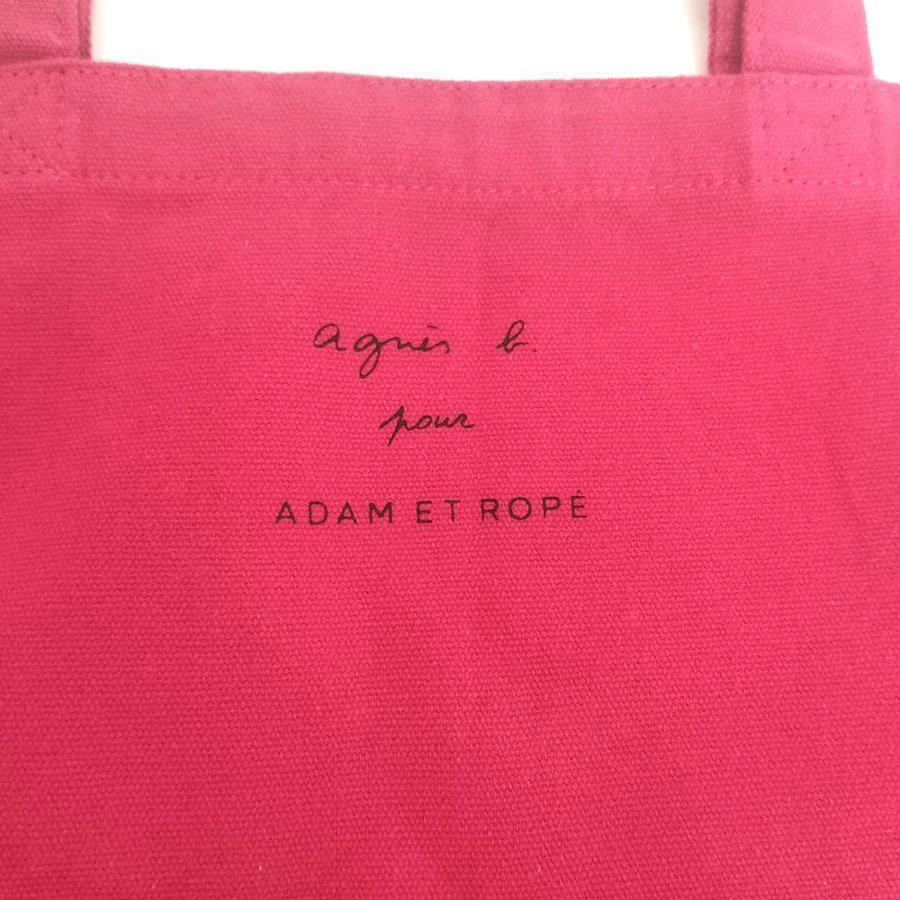 agnès b.
pour
ADAM ET ROPÉ